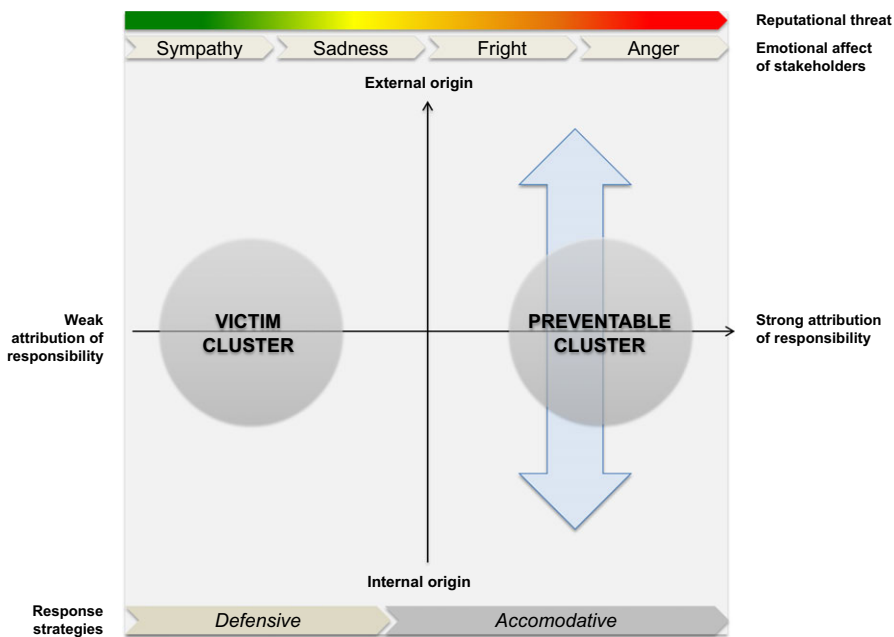 Reputational threat
Sympathy
Sadness
Fright
Anger
Emotional affect
of stakeholders
External origin
Weak
attribution of
responsibility
VICTIM
CLUSTER
PREVENTABLE
CLUSTER
Strong attribution
of responsibility
Internal origin
Response
strategies
Defensive
Accomodative